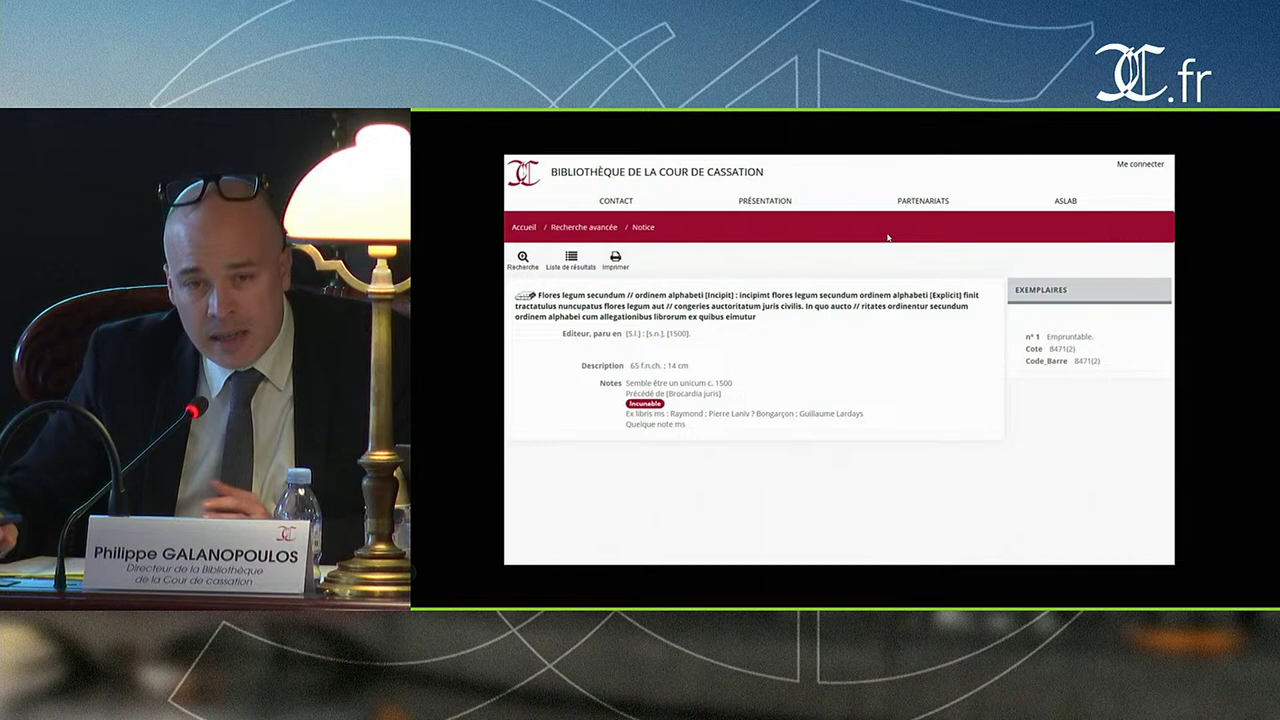 CC.fr
Philippe GALANOPOULOS
Directeur de la Bibliothèque
de la Cour de cassation
BIBLIOTHÈQUE DE LA COUR DE CASSATION
Me connecter
CONTACT PRÉSENTATION PARTENARIATS ASLAB
Accueil / Recherche avancée / Notice
Recherche Liste de résultats Imprimer
Flores legum secundum // ordinem alphabeti [Incipit] : incipimt flores legum secundum ordinem alphabeti [Explicit] finit
tractatulus nuncupatus flores legum aut // congeries auctoritatum juris civilis. In quo aucto // ritates ordinentur secundum
ordinem alphabei cum allegationibus librorum ex quibus eimutur
Editeur, paru en [S.l.] : [s.n.], [1500].
Description 65 f.n.ch. ; 14 cm
Notes Semble être un unicum c. 1500
Précédé de [Brocardia juris]
Incunable
Ex libris ms : Raymond ; Pierre Laniv ? Bongarçon ; Guillaume Lardays
Quelque note ms
EXEMPLAIRES
n° 1 Empruntable.
Cote 8471(2)
Code_Barre 8471(2)